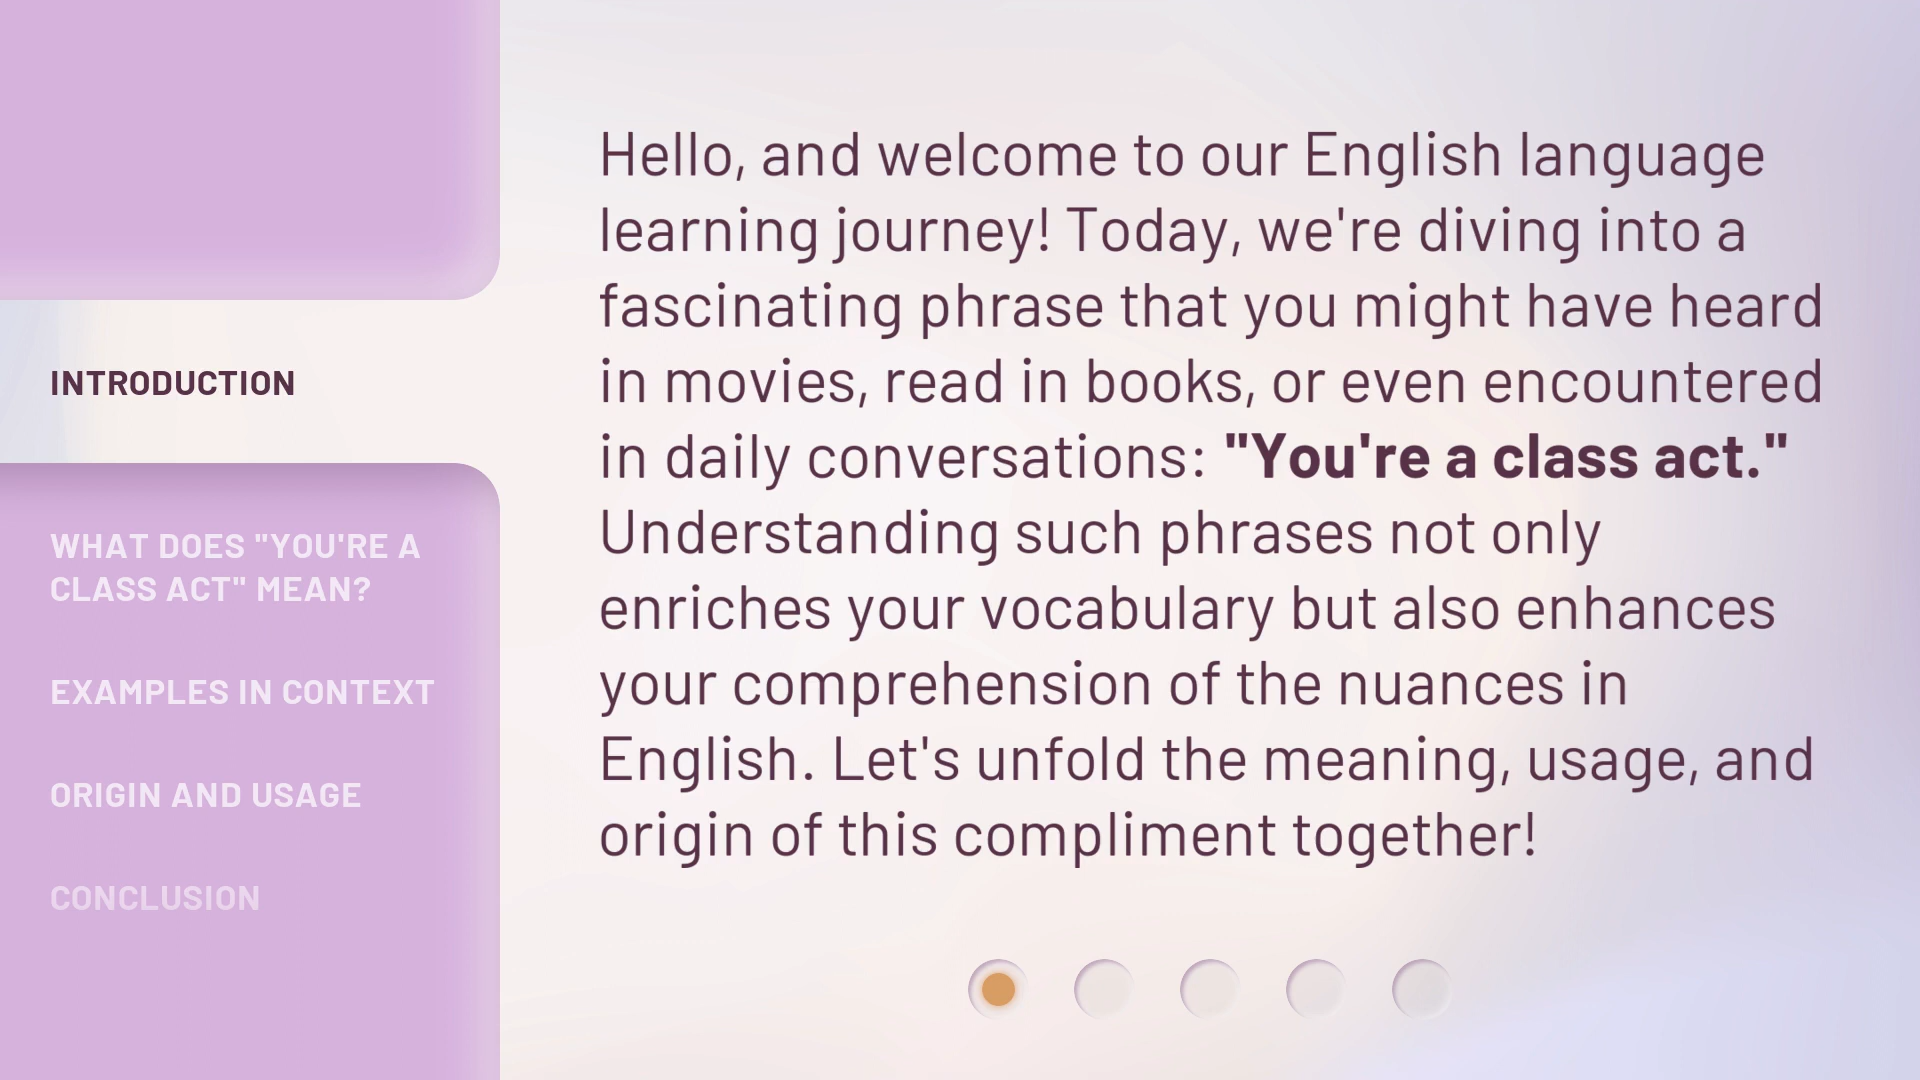 INTRODUCTION
WHAT DOES "YOU'RE A
CLASS ACT" MEAN?
EXAMPLES IN CONTEXT
ORIGIN AND USAGE
CONCLUSION
Hello, and welcome to our English language
learning journey! Today, we're diving into a
fascinating phrase that you might have heard
in movies, read in books, or even encountered
in daily conversations: "You're a class act."
Understanding such phrases not only
enriches your vocabulary but also enhances
your comprehension of the nuances in
English. Let's unfold the meaning, usage, and
origin of this compliment together!